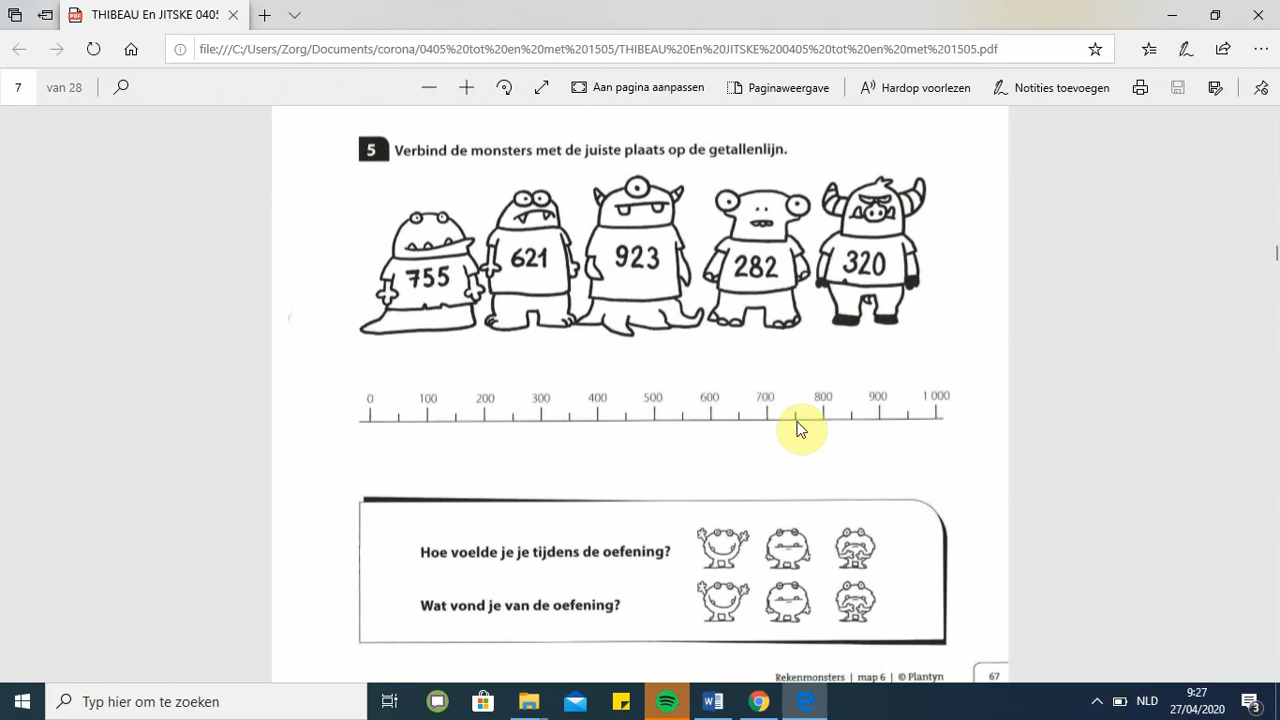 THIBEAU En JITSKE 0405
file:///C:/Users/Zorg/Documents/corona/0405%20tot%20en%20met%201505/THIBEAU%20En%20JITSKE%200405%20tot%20en%20met%201505.pdf
7 van 28 Aan pagina aanpassen Paginaweergave Hardop voorlezen Notities toevoegen
5 Verbind de monsters met de juiste plaats op de getallenlijn.
755 621 923 282 320
0 100 200 300 400 500 600 700 800 900 1 000
Hoe voelde je je tijdens de oefening?
Wat vond je van de oefening?
Rekenmonsters | map 6 | © Plantyn 67
Typ hier om te zoeken NLD 9:27
27/04/2020 3